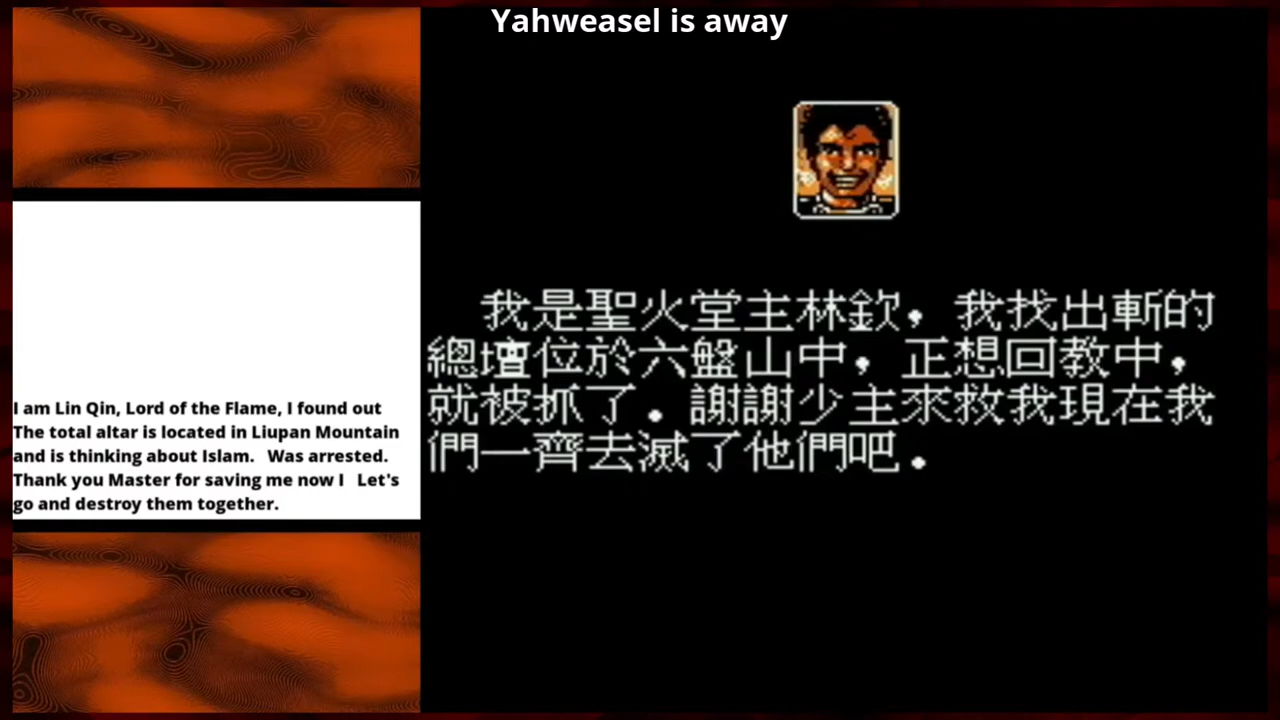 Yahweasel is away
我是聖火堂主林欽，我找出斬的
總壇位於六盤山中，正想回教中，
就被抓了．謝謝少主來救我現在我
們一齊去滅了他們吧．
I am Lin Qin, Lord of the Flame, I found out
The total altar is located in Liupan Mountain
and is thinking about Islam. Was arrested.
Thank you Master for saving me now I Let's
go and destroy them together.